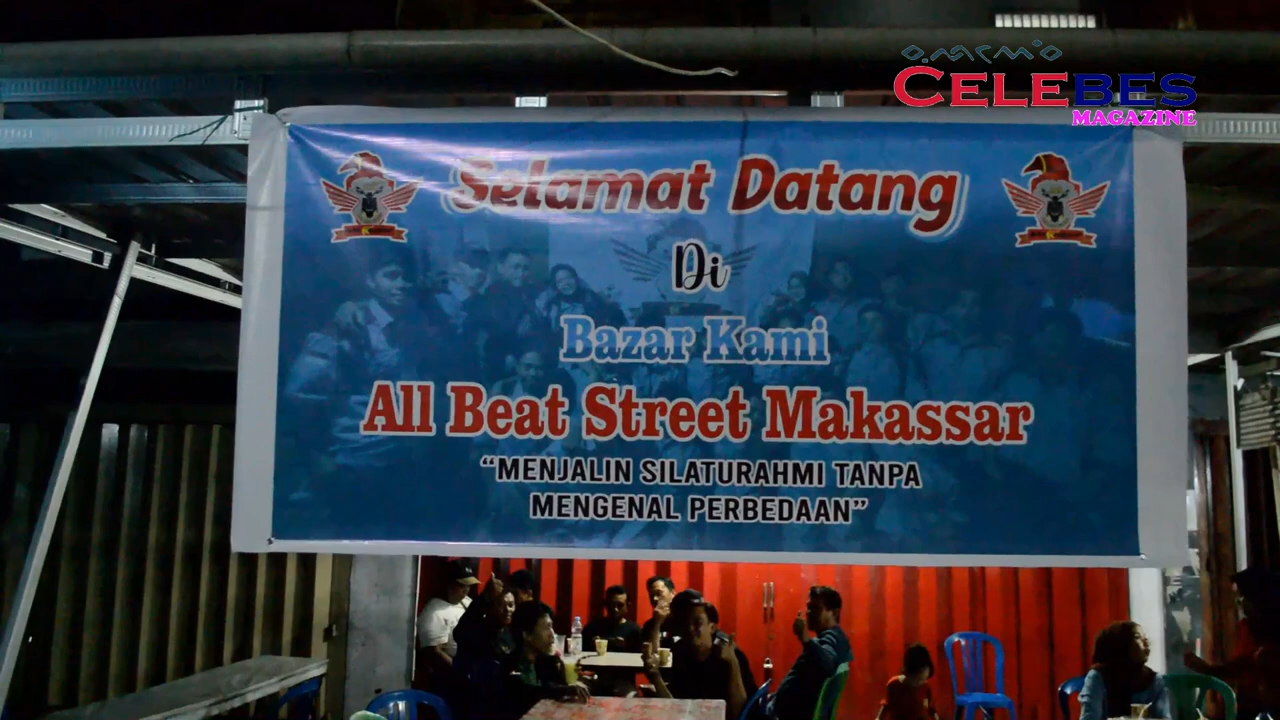 CELEBES
MAGAZINE
Selamat Datang
Di
Bazar Kami
All Beat Street Makassar
“MENJALIN SILATURAHMI TANPA
MENGENAL PERBEDAAN”